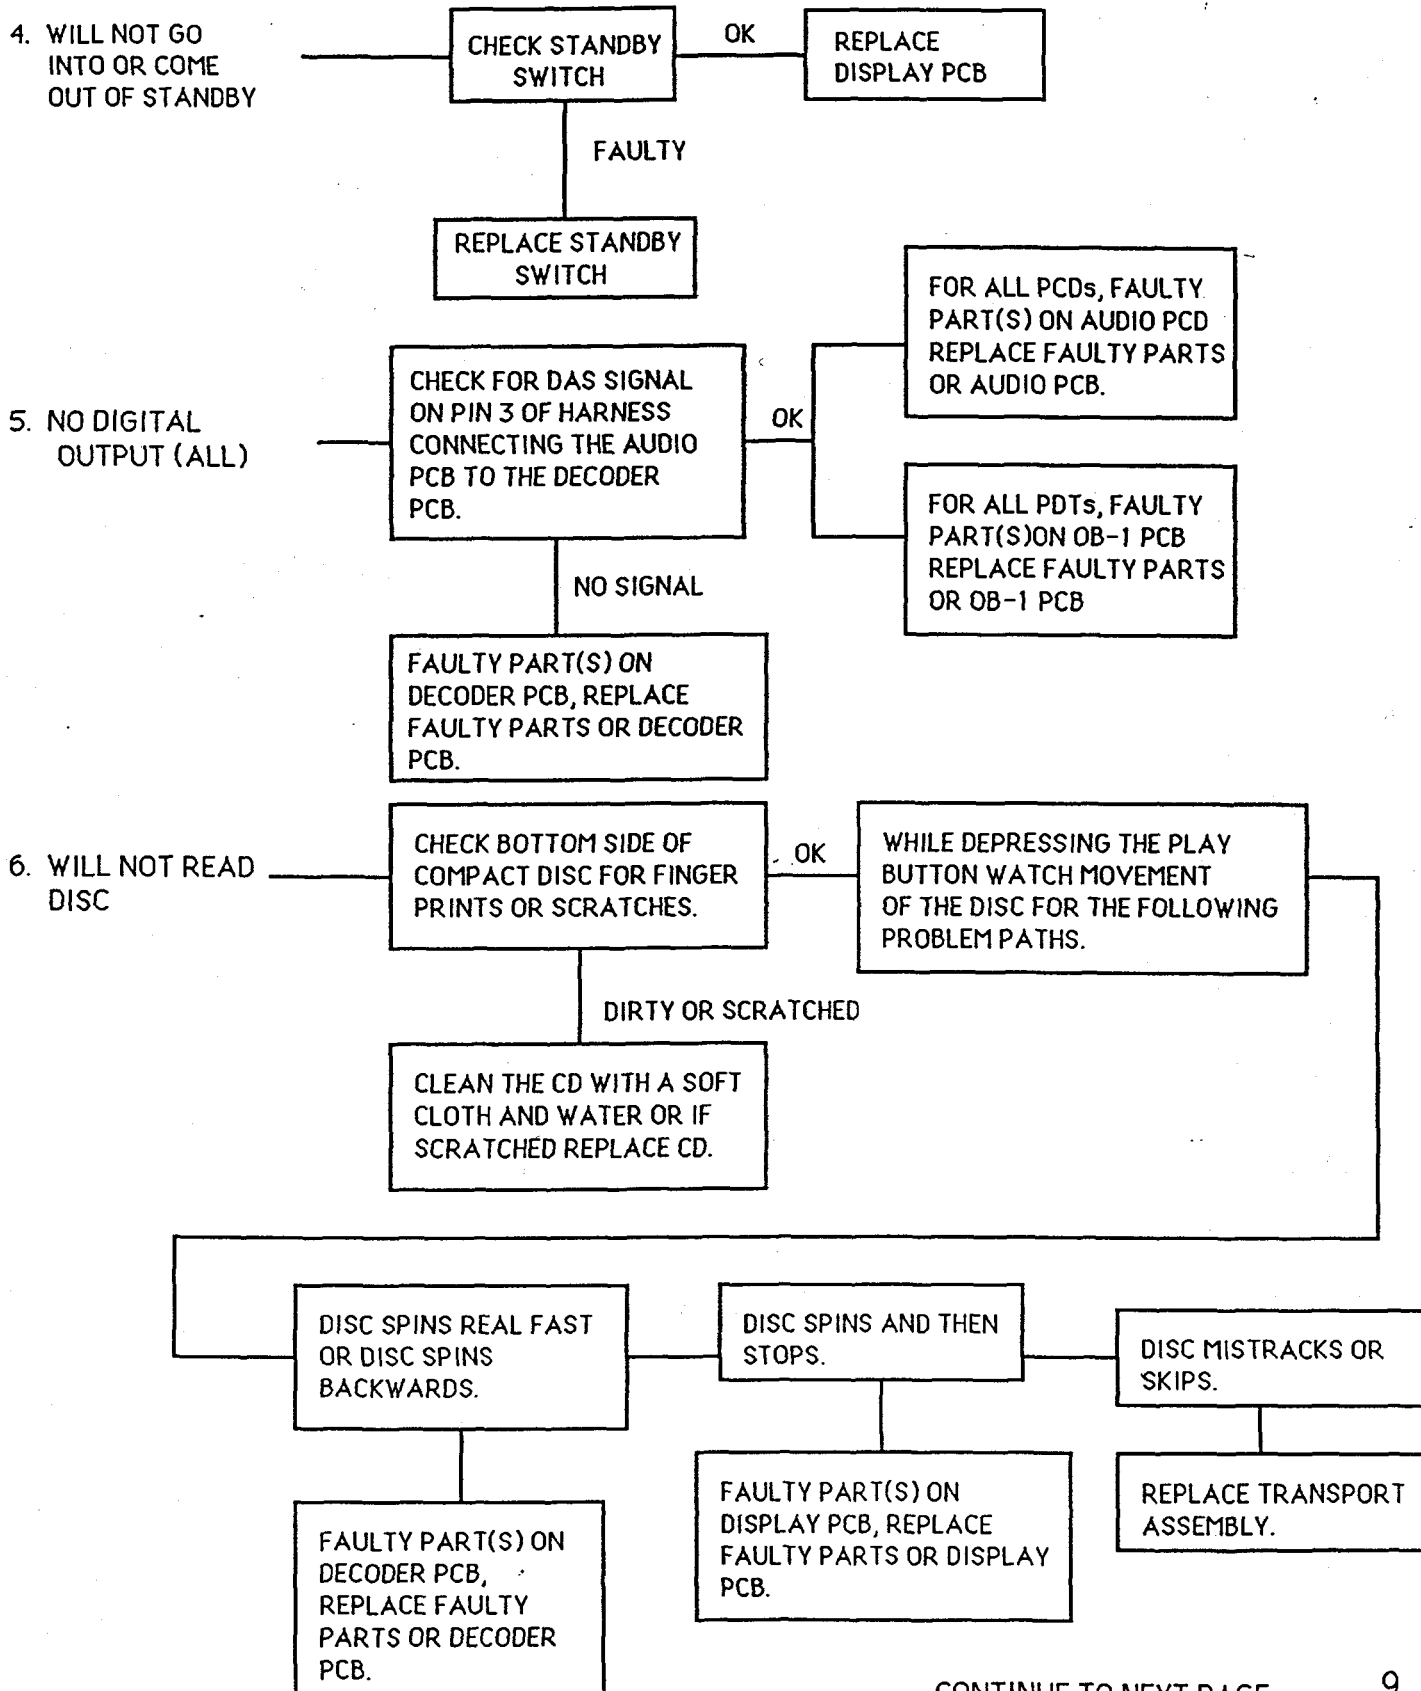 4. WILL NOT GO
INTO OR COME
OUT OF STANDBY
CHECK STANDBY
SWITCH
OK
REPLACE
DISPLAY PCB
FAULTY
REPLACE STANDBY
SWITCH
5. NO DIGITAL
OUTPUT (ALL)
CHECK FOR DAS SIGNAL
ON PIN 3 OF HARNESS
CONNECTING THE AUDIO
PCB TO THE DECODER
PCB.
OK
FOR ALL PCDs, FAULTY
PART(S) ON AUDIO PCD
REPLACE FAULTY PARTS
OR AUDIO PCB.
FOR ALL PDTs, FAULTY
PART(S)ON OB-1 PCB
REPLACE FAULTY PARTS
OR OB-1 PCB
NO SIGNAL
FAULTY PART(S) ON
DECODER PCB, REPLACE
FAULTY PARTS OR DECODER
PCB.
6. WILL NOT READ
DISC
CHECK BOTTOM SIDE OF
COMPACT DISC FOR FINGER
PRINTS OR SCRATCHES.
OK
WHILE DEPRESSING THE PLAY
BUTTON WATCH MOVEMENT
OF THE DISC FOR THE FOLLOWING
PROBLEM PATHS.
DIRTY OR SCRATCHED
CLEAN THE CD WITH A SOFT
CLOTH AND WATER OR IF
SCRATCHED REPLACE CD.
DISC SPINS REAL FAST
OR DISC SPINS
BACKWARDS.
DISC SPINS AND THEN
STOPS.
DISC MISTRACKS OR
SKIPS.
FAULTY PART(S) ON
DECODER PCB,
REPLACE FAULTY
PARTS OR DECODER
PCB.
FAULTY PART(S) ON
DISPLAY PCB, REPLACE
FAULTY PARTS OR DISPLAY
PCB.
REPLACE TRANSPORT
ASSEMBLY.
CONTINUE TO NEXT PAGE
9